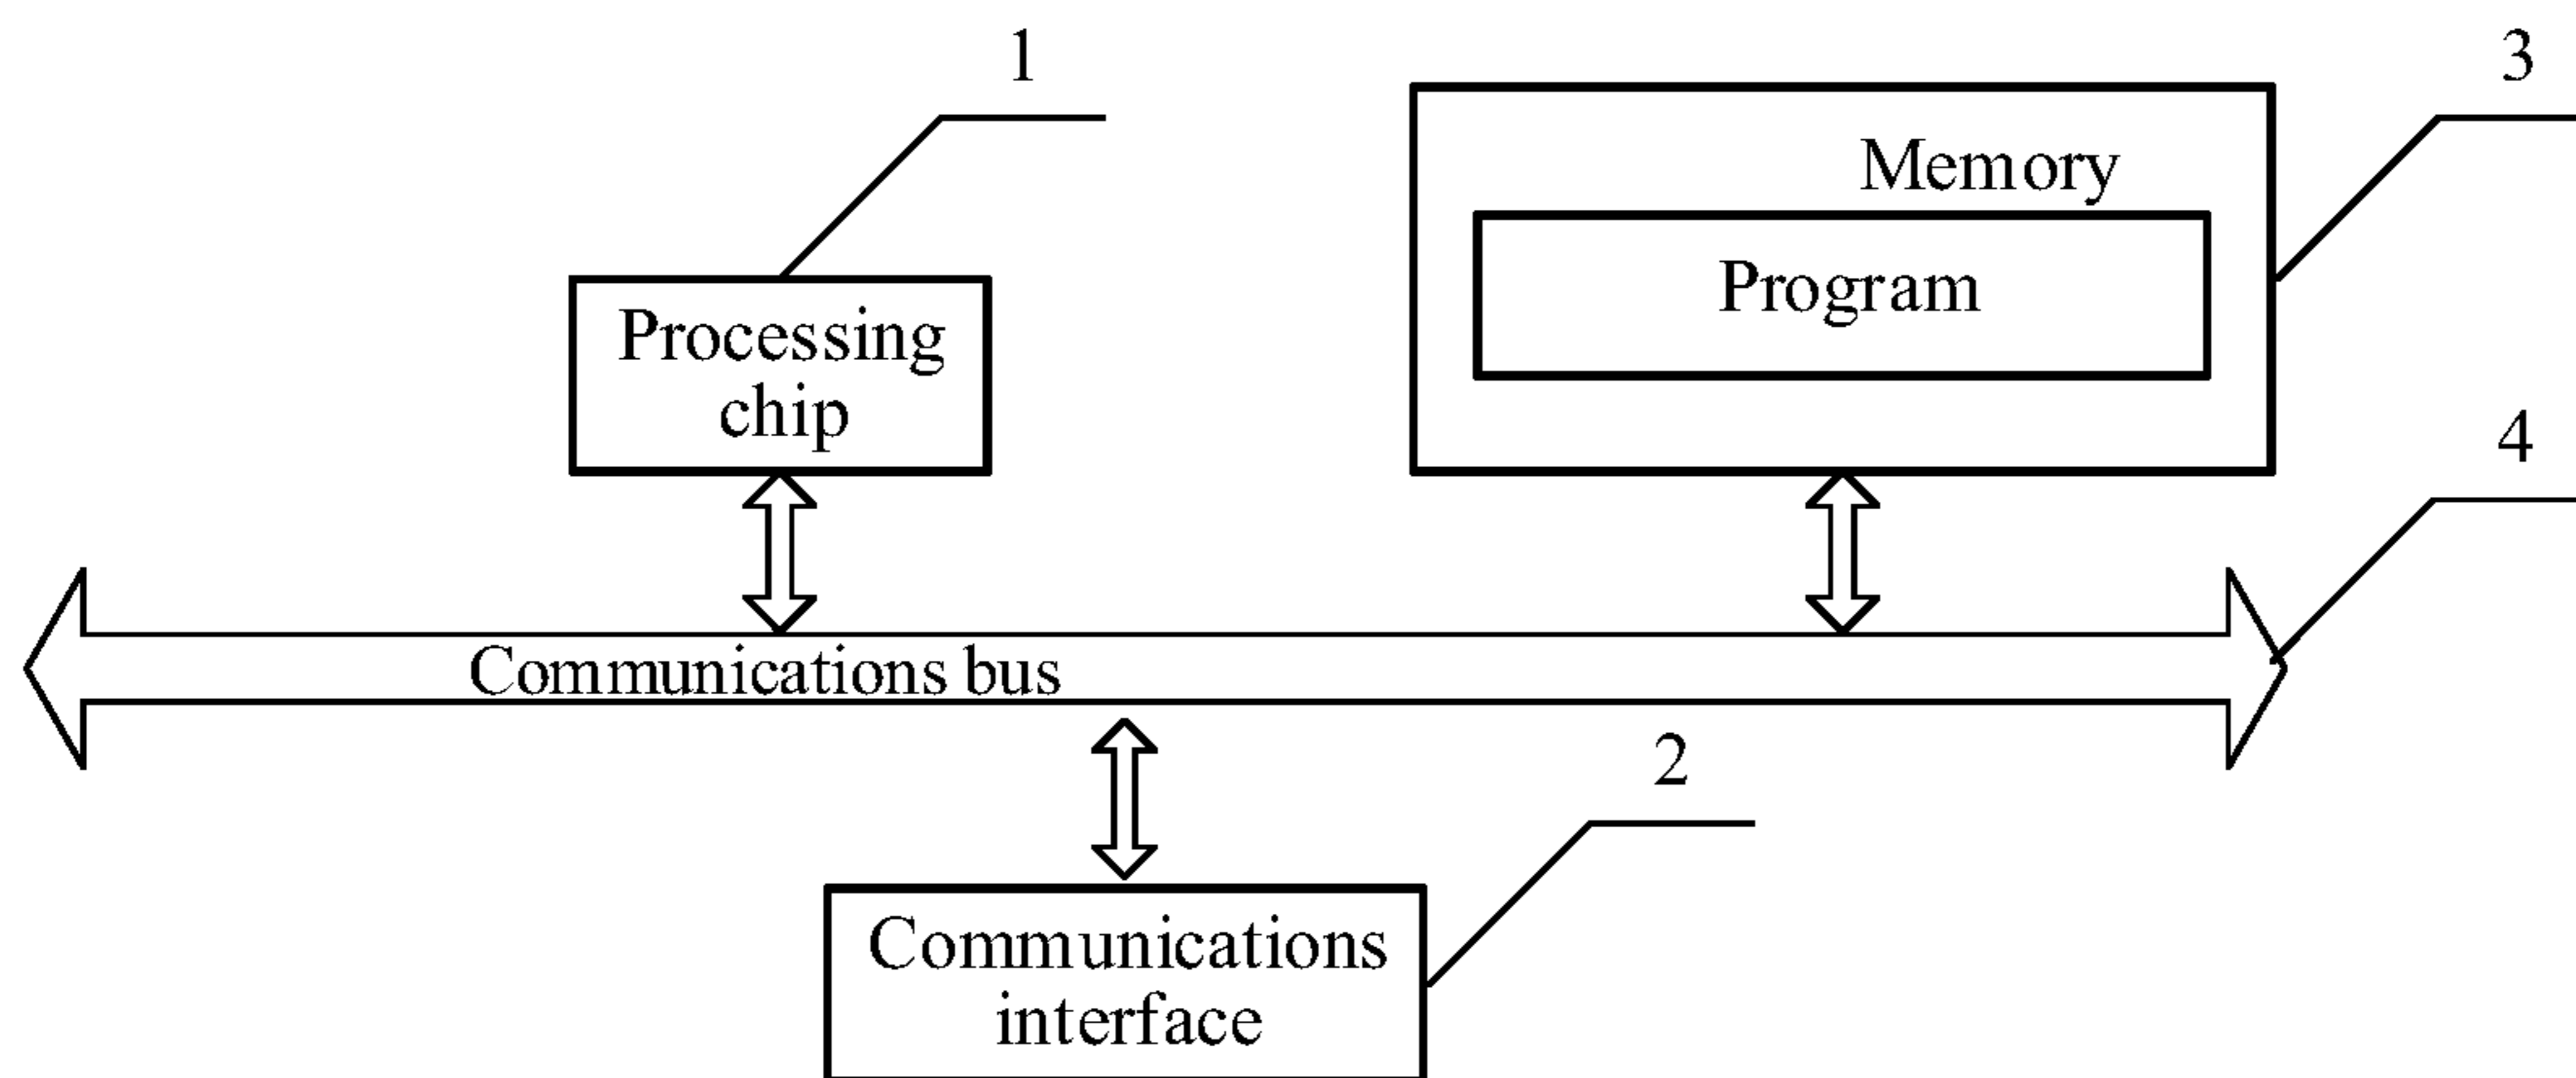 1
3
Memory
Program
Processing
chip
4
Communications bus
2
Communications
interface